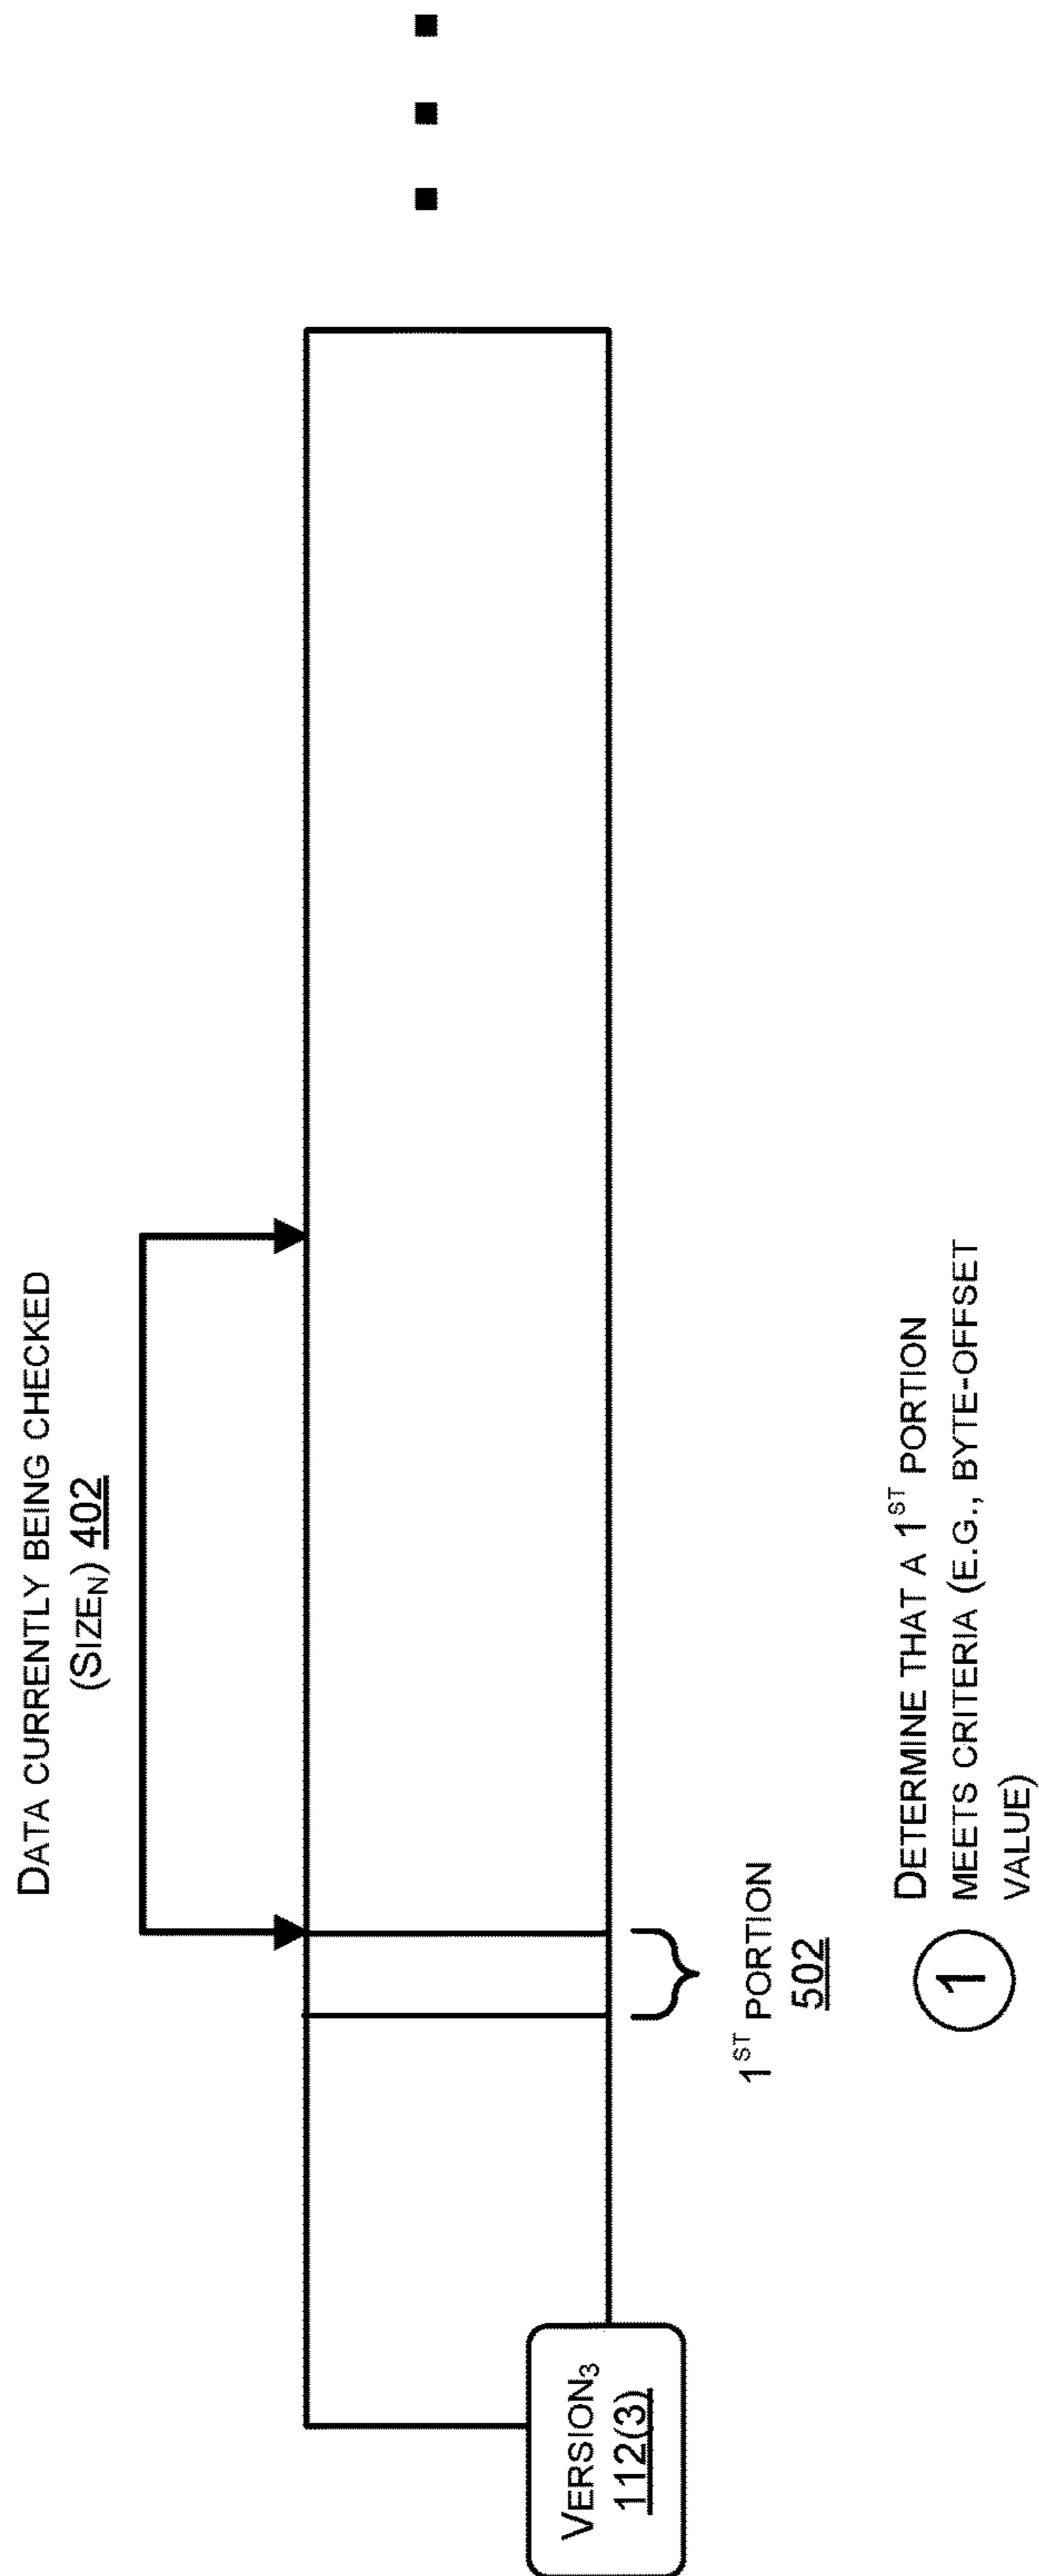 DATA CURRENTLY BEING CHECKED
(SIZEN) 402
VERSION3
112(3)
1ST PORTION
502
1
DETERMINE THAT A 1ST PORTION
MEETS CRITERIA (E.G., BYTE-OFFSET
VALUE)